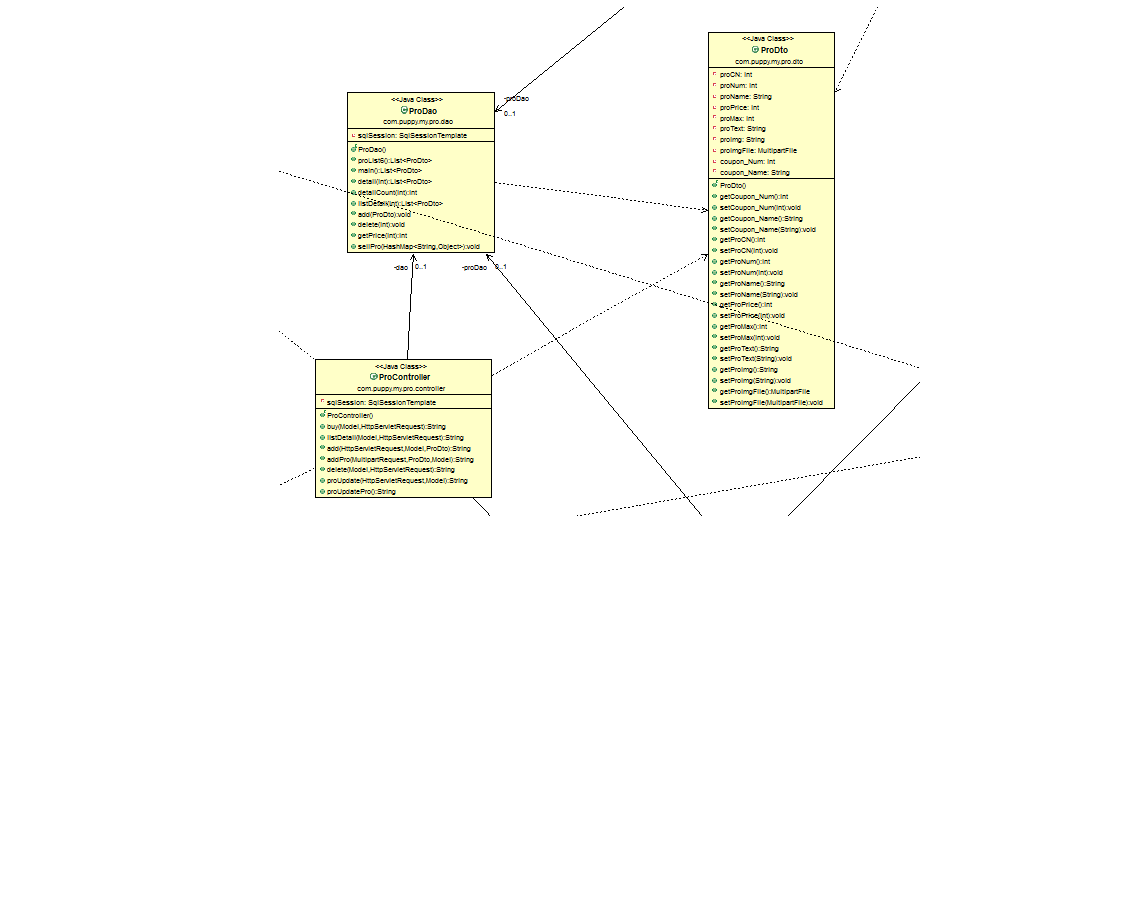 <<Java Class>>
ProDto
com.puppy.my.pro.dto
proCN: int
proNum: int
proName: String
proPrice: int
proMax: int
proText: String
proImg: String
proImgFile: MultipartFile
coupon_Num: int
coupon_Name: String
ProDto()
getCoupon_Num():int
setCoupon_Num(int):void
getCoupon_Name():String
setCoupon_Name(String):void
getProCN():int
setProCN(int):void
getProNum():int
setProNum(int):void
getProName():String
setProName(String):void
getProPrice():int
setProPrice(int):void
getProMax():int
setProMax(int):void
getProText():String
setProText(String):void
getProImg():String
setProImg(String):void
getProImgFile():MultipartFile
setProImgFile(MultipartFile):void
<<Java Class>>
ProDao
com.puppy.my.pro.dao
sqlSession: SqlSessionTemplate
ProDao()
proList6():List<ProDto>
main():List<ProDto>
detail(int):List<ProDto>
detailCount(int):int
listDetail(int):List<ProDto>
add(ProDto):void
delete(int):void
getPrice(int):int
sellPro(HashMap<String,Object>):void
-proDao
0..1
-dao 0..1
-proDao 0..1
<<Java Class>>
ProController
com.puppy.my.pro.controller
sqlSession: SqlSessionTemplate
ProController()
buy(Model,HttpServletRequest):String
listDetail(Model,HttpServletRequest):String
add(HttpServletRequest,Model,ProDto):String
addPro(MultipartRequest,ProDto,Model):String
delete(Model,HttpServletRequest):String
proUpdate(HttpServletRequest,Model):String
proUpdatePro():String